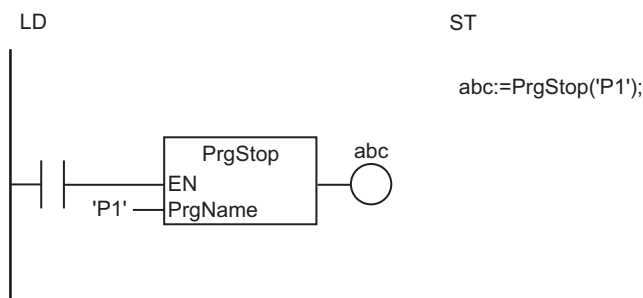 LD
ST
abc:=PrgStop('P1');
PrgStop
abc
EN
'P1'
PrgName